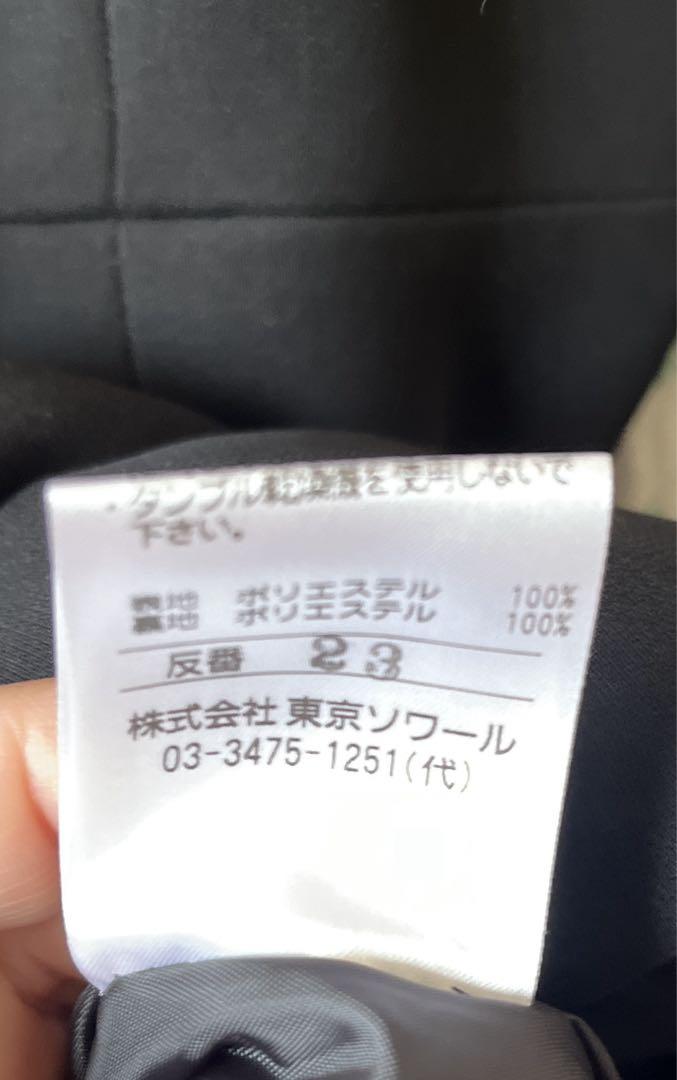 ・タンブル乾燥機を使用しないで
下さい。
表地 ポリエステル 100%
裏地 ポリエステル 100%
反番 23
株式会社 東京ソワール
03-3475-1251(代)